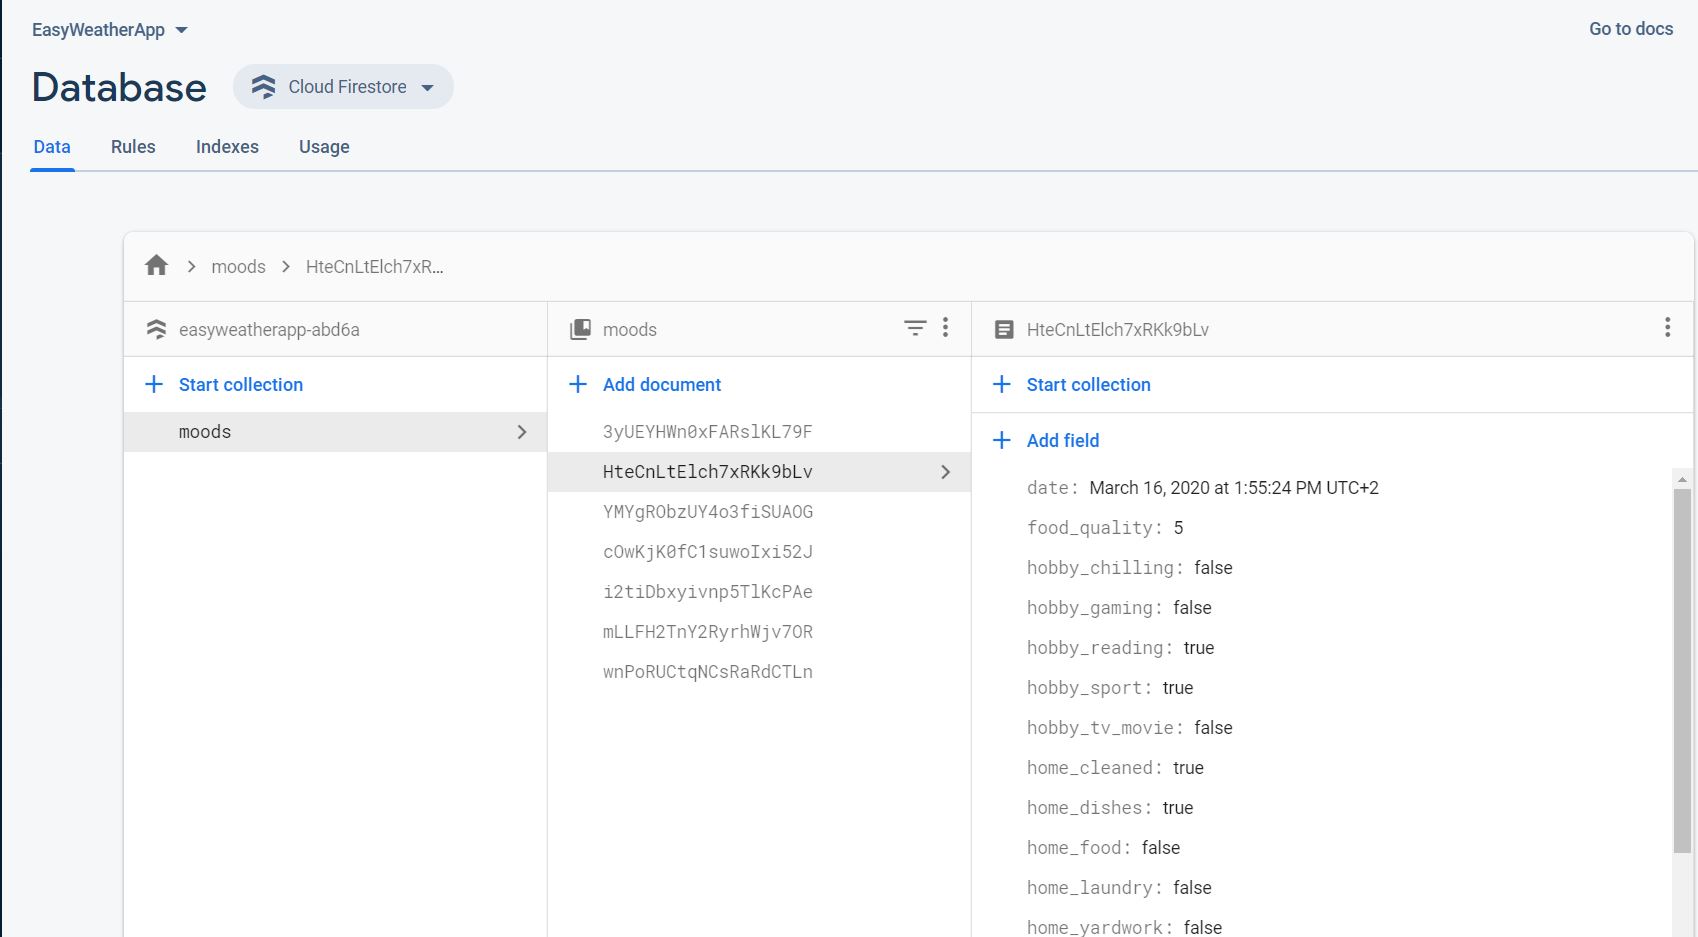 EasyWeatherApp
Go to docs
Database
Cloud Firestore
Data Rules Indexes Usage
moods HteCnLtElch7xR...
easyweatherapp-abd6a
Start collection
moods
moods
Add document
3yUEYHWn0xFARslKL79F
HteCnLtElch7xRKk9bLv
YMYgRObzUY4o3fiSUAOG
cOwKjK0fC1suwoIxi52J
i2tiDbxyivnp5TlKcPAe
mLLFH2TnY2RyrhWjv7OR
wnPoRUCtqNCsRaRdCTLn
HteCnLtElch7xRKk9bLv
Start collection
Add field
date: March 16, 2020 at 1:55:24 PM UTC+2
food_quality: 5
hobby_chilling: false
hobby_gaming: false
hobby_reading: true
hobby_sport: true
hobby_tv_movie: false
home_cleaned: true
home_dishes: true
home_food: false
home_laundry: false
home_yardwork: false